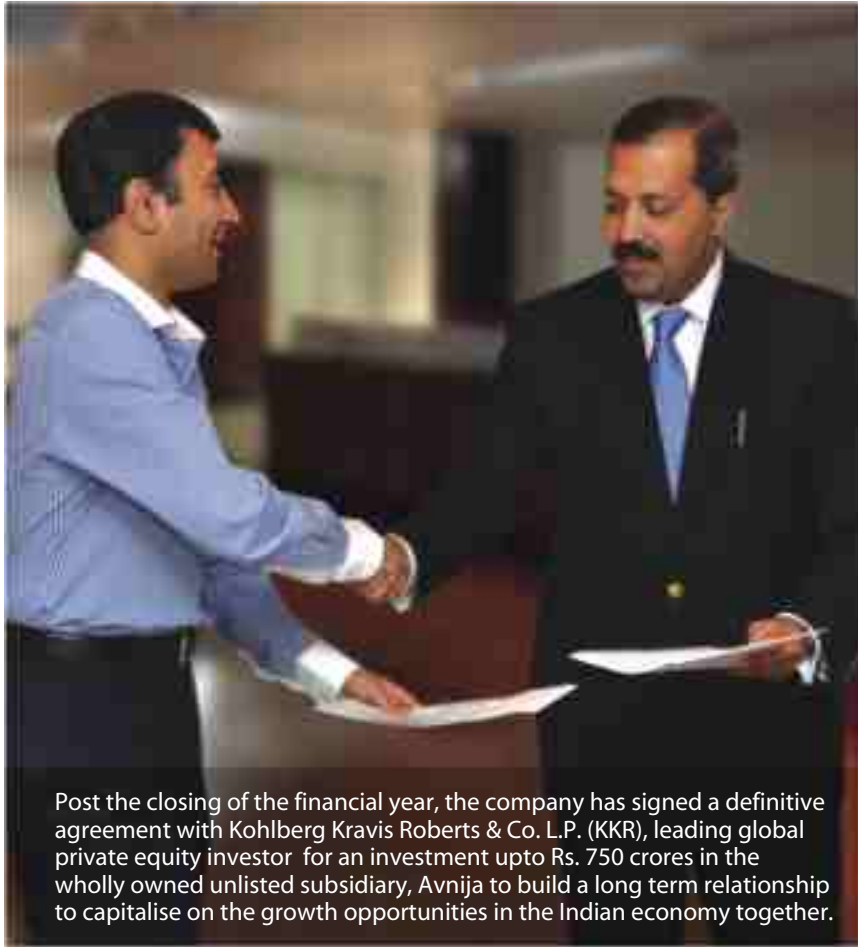 Post the closing of the financial year, the company has signed a definitive
agreement with Kohlberg Kravis Roberts & Co. L.P. (KKR), leading global
private equity investor for an investment upto Rs. 750 crores in the
wholly owned unlisted subsidiary, Avnija to build a long term relationship
to capitalise on the growth opportunities in the Indian economy together.